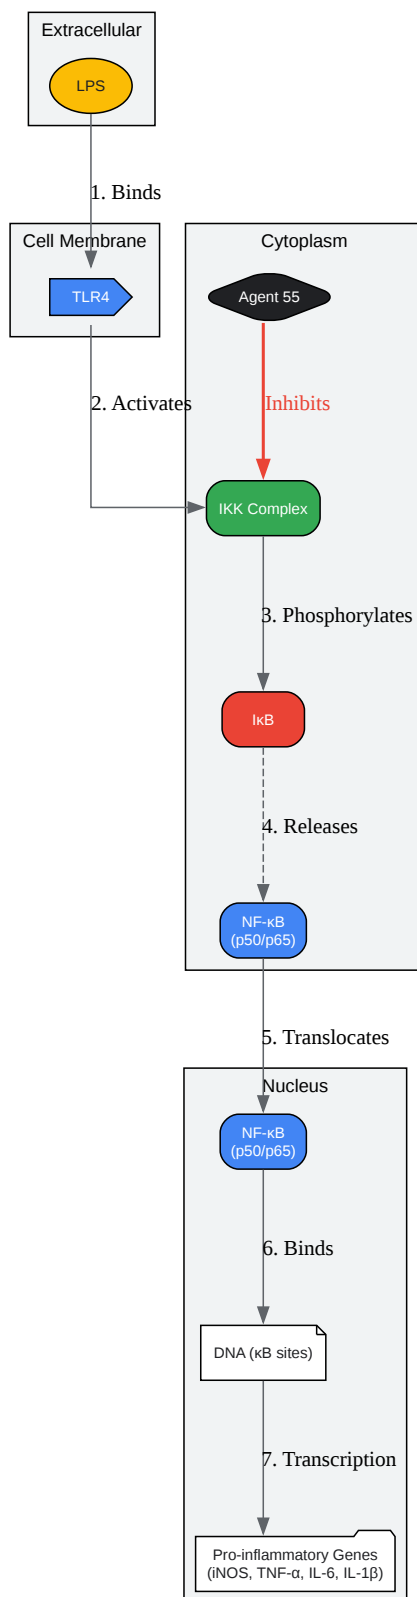 Extracellular
LPS
1. Binds
Cell Membrane
Cytoplasm
TLR4
Agent 55
2. Activates
Inhibits
IKK Complex
3. Phosphorylates
IκB
4. Releases
NF-κB
(p50/p65)
5. Translocates
Nucleus
NF-κB
(p50/p65)
6. Binds
DNA (κB sites)
7. Transcription
Pro-inflammatory Genes
(iNOS, TNF-α, IL-6, IL-1β)